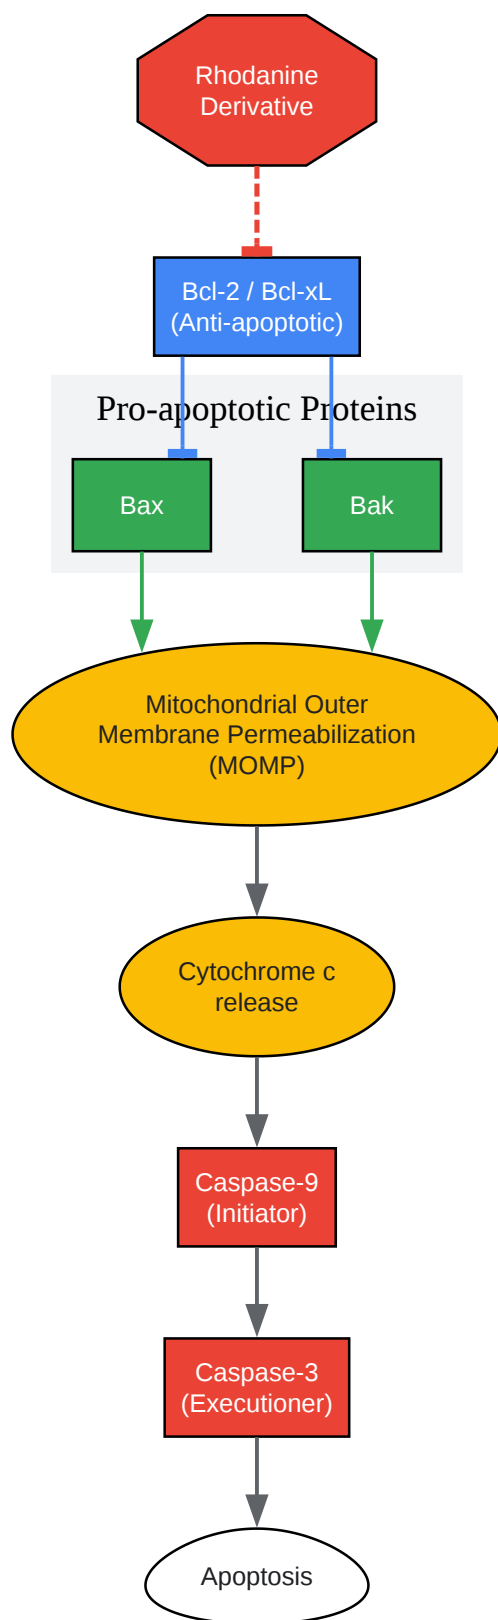 Rhodanine
Derivative
Bcl-2 / Bcl-xL
(Anti-apoptotic)
Pro-apoptotic Proteins
Bax
Bak
Mitochondrial Outer
Membrane Permeabilization
(MOMP)
Cytochrome c
release
Caspase-9
(Initiator)
Caspase-3
(Executioner)
Apoptosis